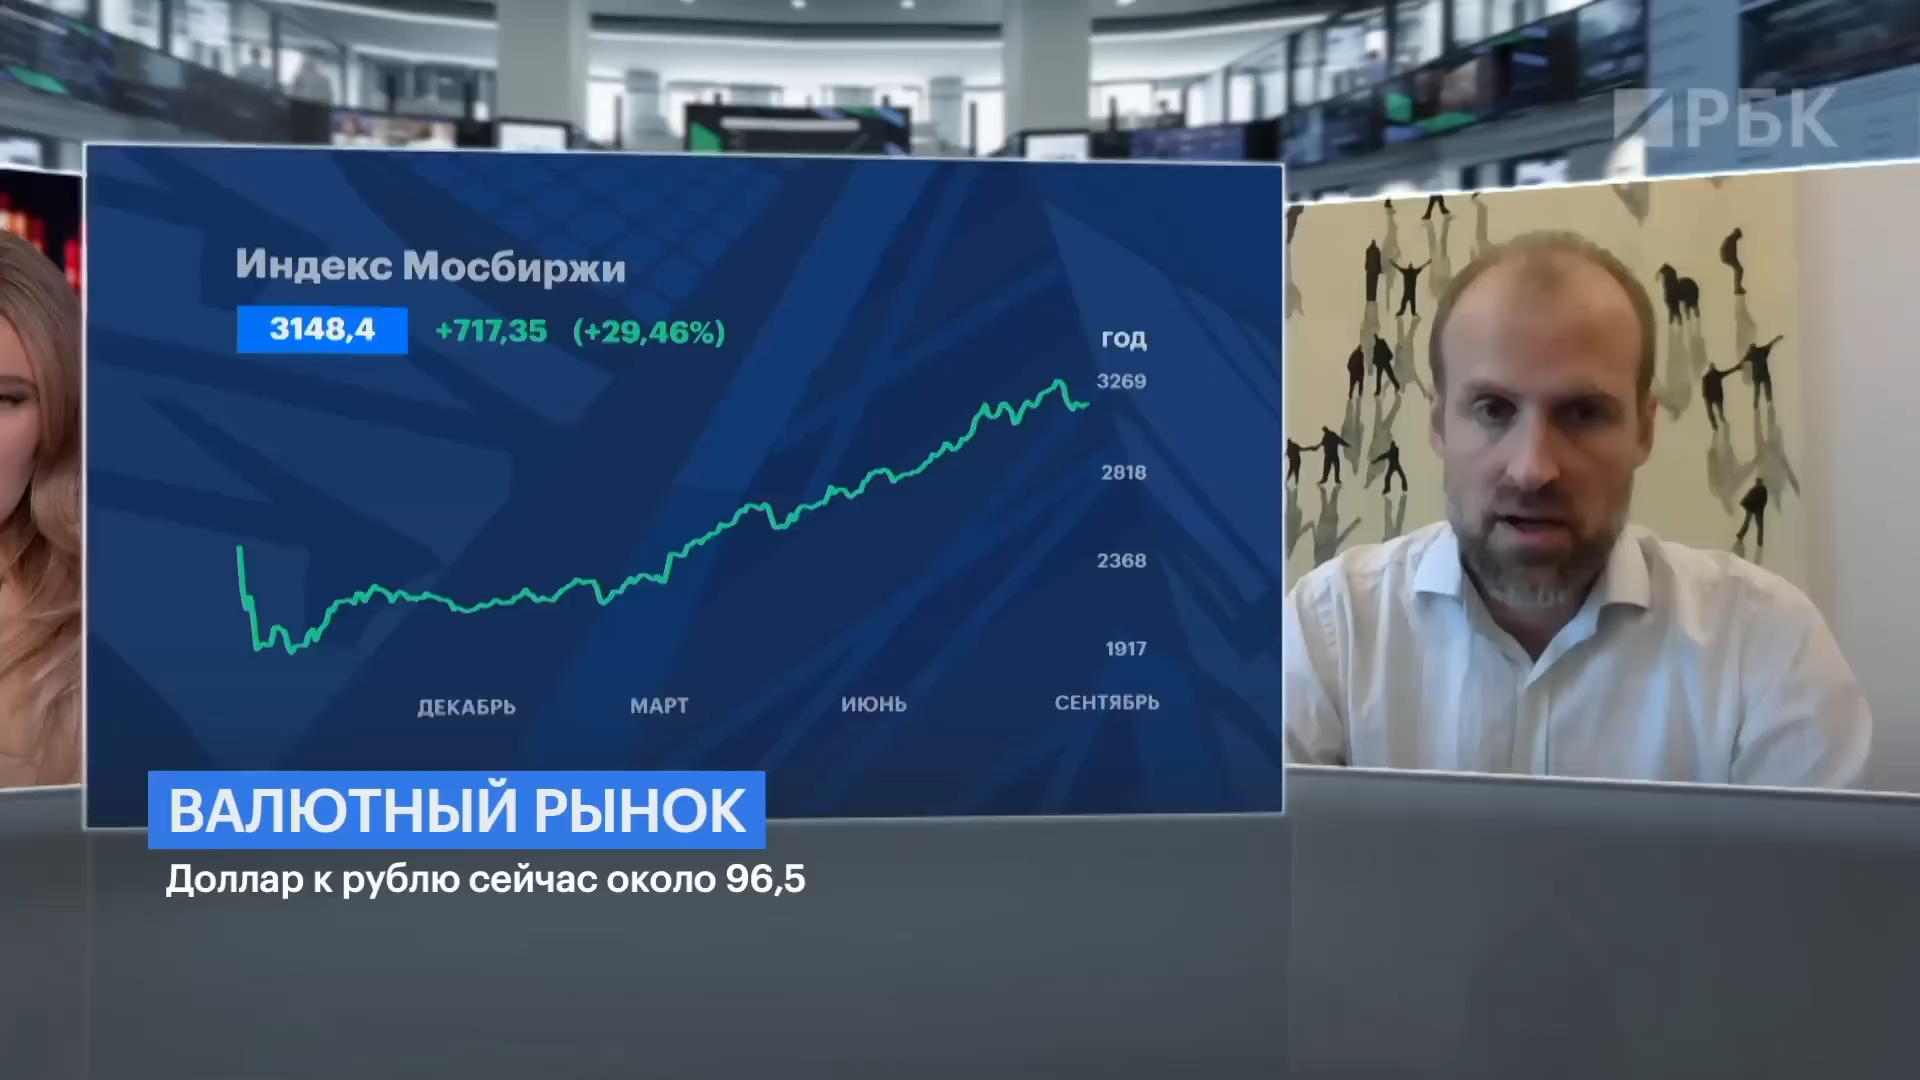 РБК
Индекс Мосбиржи
3148,4 +717,35 (+29,46%)
ГОД
3269
2818
2368
1917
ДЕКАБРЬ МАРТ ИЮНЬ СЕНТЯБРЬ
ВАЛЮТНЫЙ РЫНОК
Доллар к рублю сейчас около 96,5